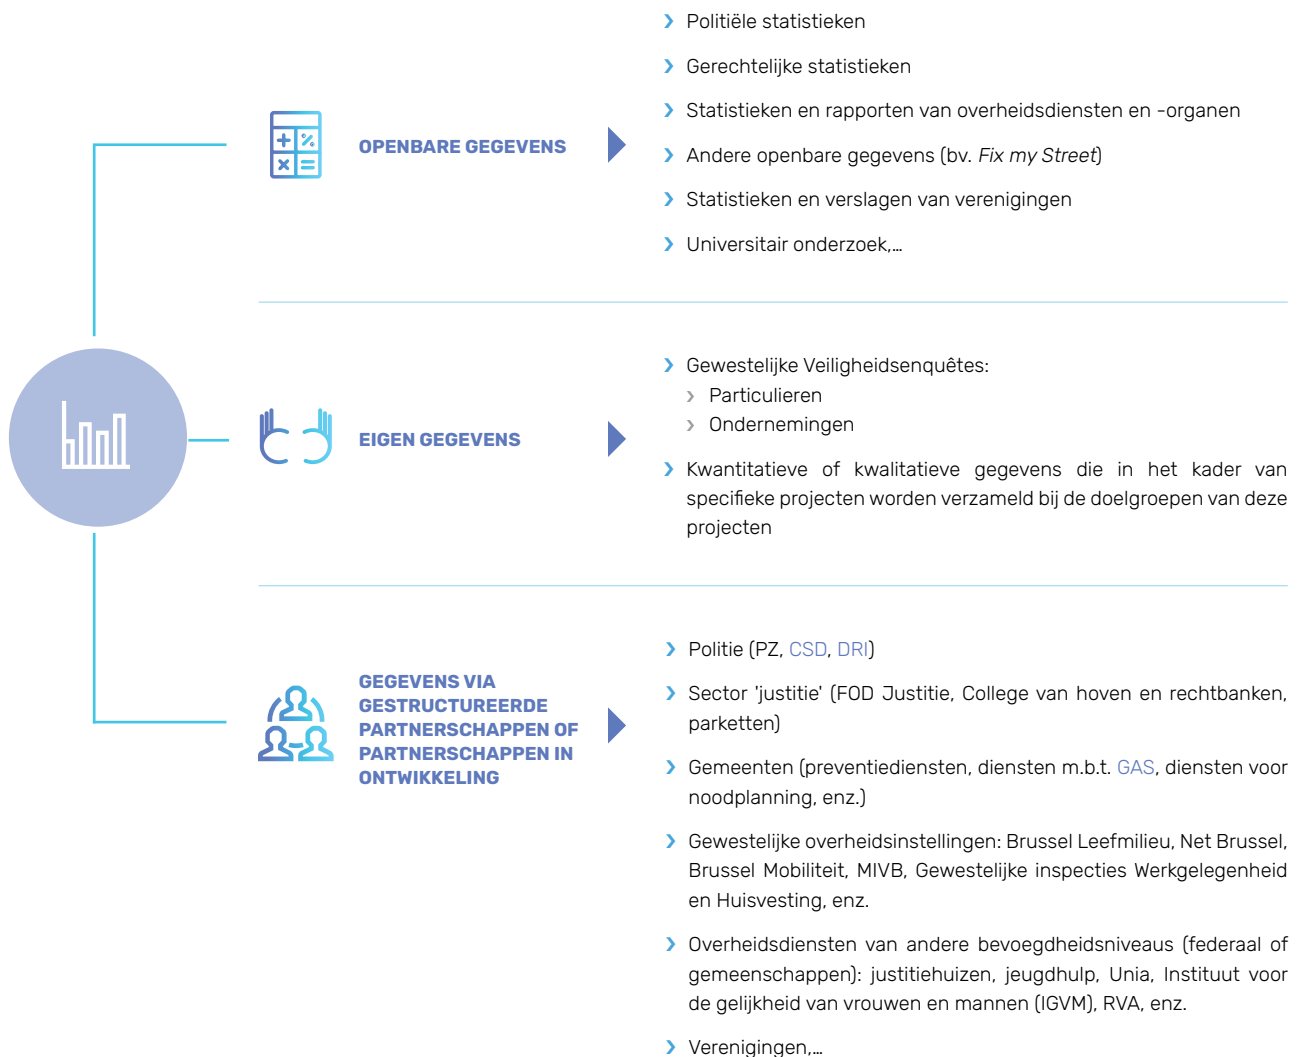 Politiële statistieken
Gerechtelijke statistieken
Statistieken en rapporten van overheidsdiensten en -organen
OPENBARE GEGEVENS
Andere openbare gegevens (bv. Fix my Street)
Statistieken en verslagen van verenigingen
Universitair onderzoek,...
EIGEN GEGEVENS
Gewestelijke Veiligheidsenquêtes:
Particulieren
Ondernemingen
Kwantitatieve of kwalitatieve gegevens die in het kader van
specifieke projecten worden verzameld bij de doelgroepen van deze
projecten
GEGEVENS VIA
GESTRUCTUREERDE
PARTNERSCHAPPEN OF
PARTNERSCHAPPEN IN
ONTWIKKELING
Politie (PZ, CSD, DRI)
Sector 'justitie' (FOD Justitie, College van hoven en rechtbanken,
parketten)
Gemeenten (preventiediensten, diensten m.b.t. GAS, diensten voor
noodplanning, enz.)
Gewestelijke overheidsinstellingen: Brussel Leefmilieu, Net Brussel,
Brussel Mobiliteit, MIVB, Gewestelijke inspecties Werkgelegenheid
en Huisvesting, enz.
Overheidsdiensten van andere bevoegdheidsniveaus (federaal of
gemeenschappen): justitiehuizen, jeugdhulp, Unia, Instituut voor
de gelijkheid van vrouwen en mannen (IGVM), RVA, enz.
Verenigingen,...